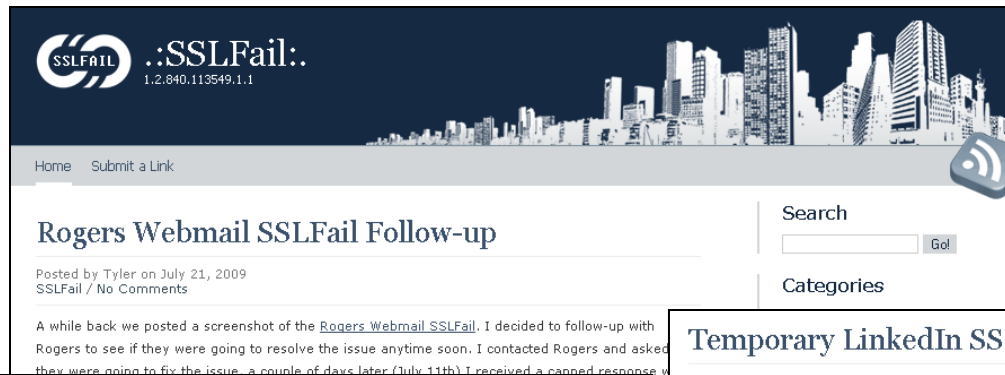 SSLFAIL
.:SSLFail:.
1.2.840.113549.1.1
Home Submit a Link
Rogers Webmail SSLFail Follow-up
Posted by Tyler on July 21, 2009
SSLFail / No Comments
A while back we posted a screenshot of the Rogers Webmail SSLFail. I decided to follow-up with
Rogers to see if they were going to resolve the issue anytime soon. I contacted Rogers and asked
they were going to fix the issue, a couple of days later (July 11th) I received a canned response w
Search
Go!
Categories
Temporary LinkedIn SS